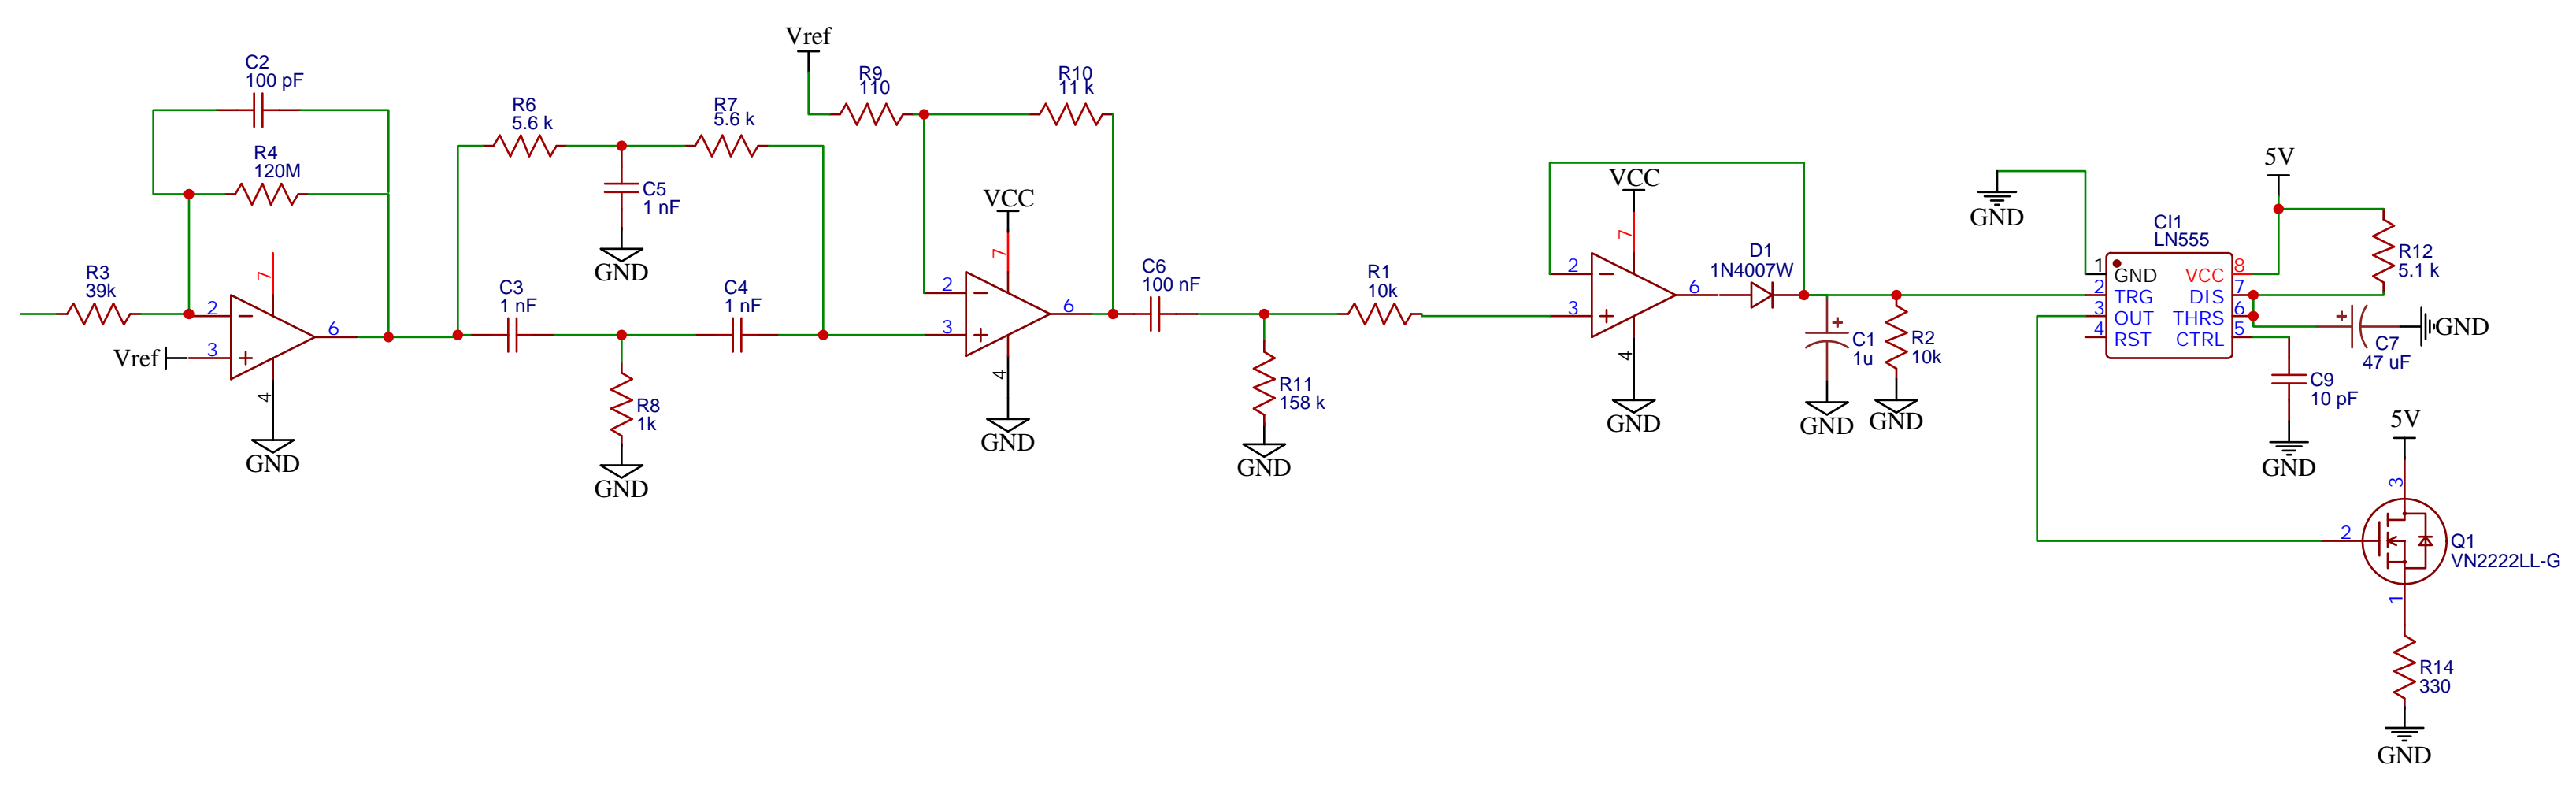 Vref
C2
100 pF
R4
120M
R3
39k
7
2
3
6
4
Vref
GND
R6
5.6 k
R7
5.6 k
C5
1 nF
GND
C3
1 nF
C4
1 nF
R8
1k
GND
R9
110
R10
11 k
VCC
7
2
3
6
4
GND
C6
100 nF
R11
158 k
GND
R1
10k
VCC
7
2
3
6
4
GND
D1
1N4007W
C1
1u
GND
R2
10k
GND
GND
CI1
LN555
1 GND VCC 8
2 TRG DIS 7
3 OUT THRS 6
4 RST CTRL 5
5V
R12
5.1 k
C7
47 uF
GND
C9
10 pF
GND
5V
3
2
1
Q1
VN2222LL-G
R14
330
GND